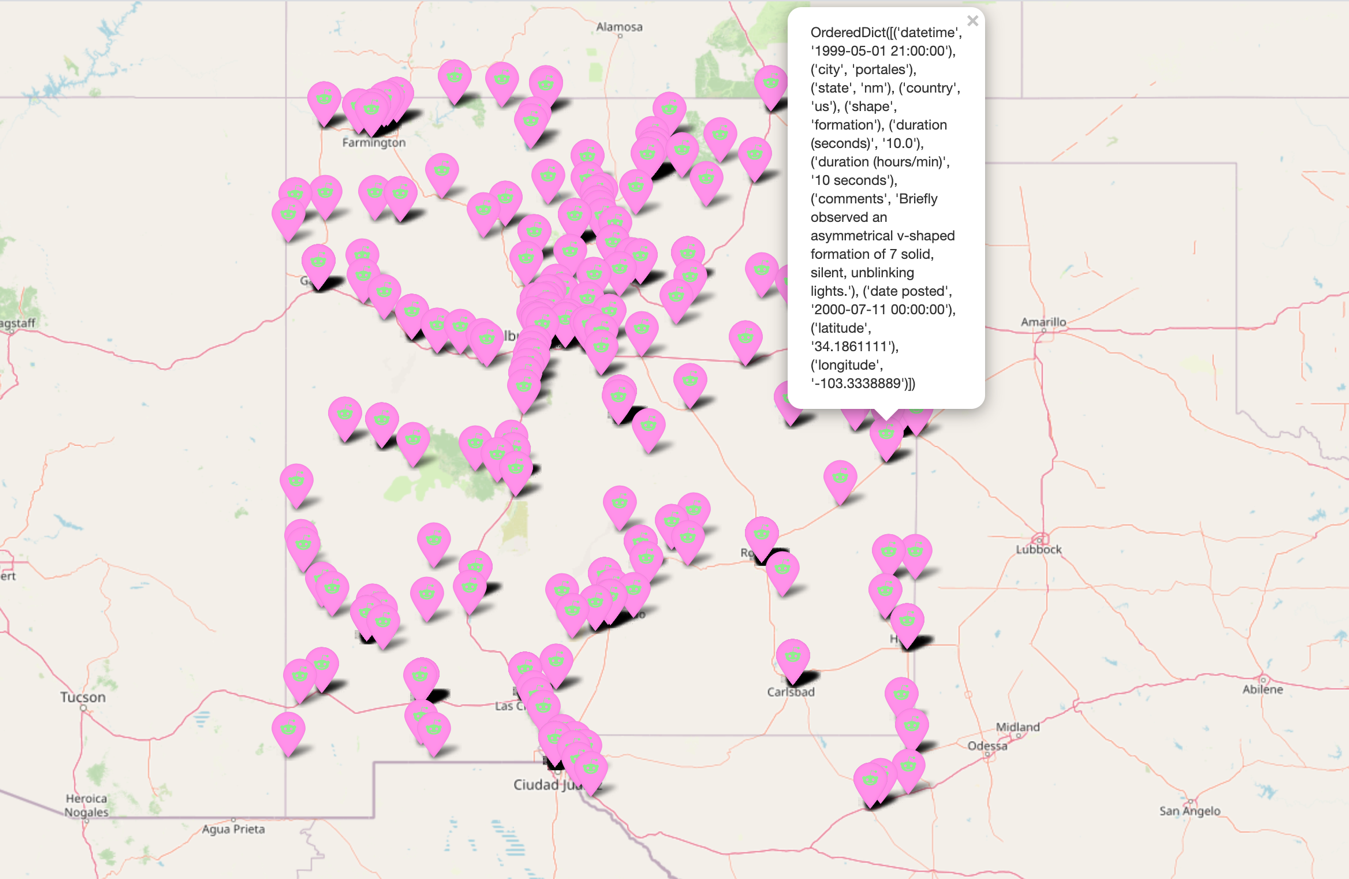 Alamosa
×
OrderedDict([('datetime',
'1999-05-01 21:00:00'),
('city', 'portales'),
('state', 'nm'), ('country',
'us'), ('shape',
'formation'), ('duration
(seconds)', '10.0'),
('duration (hours/min)',
'10 seconds'),
('comments', 'Briefly
observed an
asymmetrical v-shaped
formation of 7 solid,
silent, unblinking
lights.'), ('date posted',
'2000-07-11 00:00:00'),
('latitude',
'34.1861111'),
('longitude',
'-103.3338889')])
Farmington
agstaff
Amarillo
Lubbock
Tucson
Carlsbad
Abilene
Las C
Midland
Odessa
Ciudad Juá
Heroica
Nogales
Agua Prieta
San Angelo